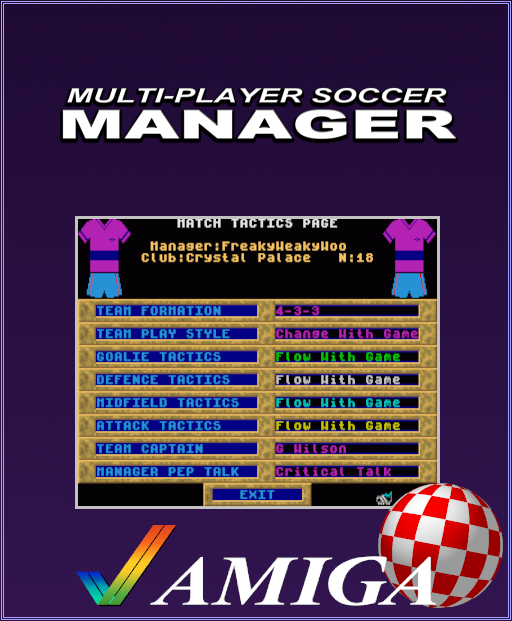 MULTI-PLAYER SOCCER
MANAGER
MATCH TACTICS PAGE
Manager:FreakyWeakyWoo
Club:Crystal Palace N:18
TEAM FORMATION 4-3-3
TEAM PLAY STYLE Change With Game
GOALIE TACTICS Flow With Game
DEFENCE TACTICS Flow With Game
MIDFIELD TACTICS Flow With Game
ATTACK TACTICS Flow With Game
TEAM CAPTAIN G Wilson
MANAGER PEP TALK Critical Talk
EXIT
AMIGA